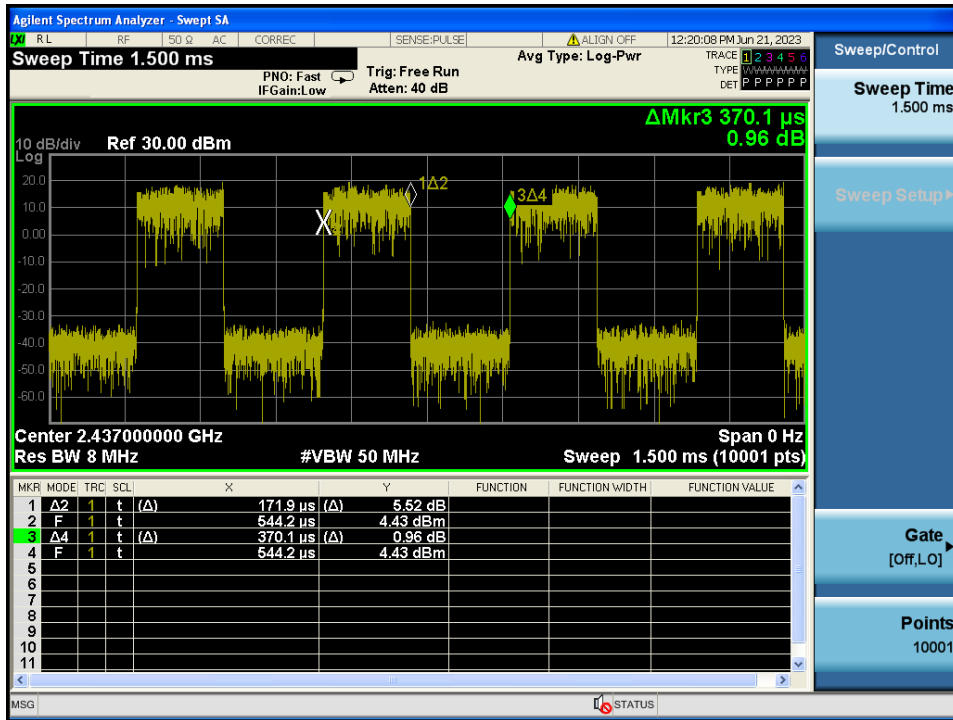 Agilent Spectrum Analyzer - Swept SA
LXI RL RF 50 Ω AC CORREC SENSE:PULSE ALIGN OFF 12:20:08 PM Jun 21, 2023
Sweep Time 1.500 ms
PNO: Fast
IFGain:Low
Trig: Free Run
Atten: 40 dB
Avg Type: Log-Pwr
TRACE 1 2 3 4 5 6
TYPE WWWWWW
DET P P P P P P
ΔMkr3 370.1 µs
0.96 dB
10 dB/div Ref 30.00 dBm
Log
20.0
10.0
0.00
-10.0
-20.0
-30.0
-40.0
-50.0
-60.0
1Δ2
3Δ4
Center 2.437000000 GHz Span 0 Hz
Res BW 8 MHz #VBW 50 MHz Sweep 1.500 ms (10001 pts)
MKR MODE TRC SCL X Y FUNCTION FUNCTION WIDTH FUNCTION VALUE
1 Δ2 1 t (Δ) 171.9 µs (Δ) 5.52 dB
2 F 1 t 544.2 µs 4.43 dBm
3 Δ4 1 t (Δ) 370.1 µs (Δ) 0.96 dB
4 F 1 t 544.2 µs 4.43 dBm
5
6
7
8
9
10
11
MSG STATUS
Sweep/Control
Sweep Time
1.500 ms
Sweep Setup
Gate
[Off,LO]
Points
10001